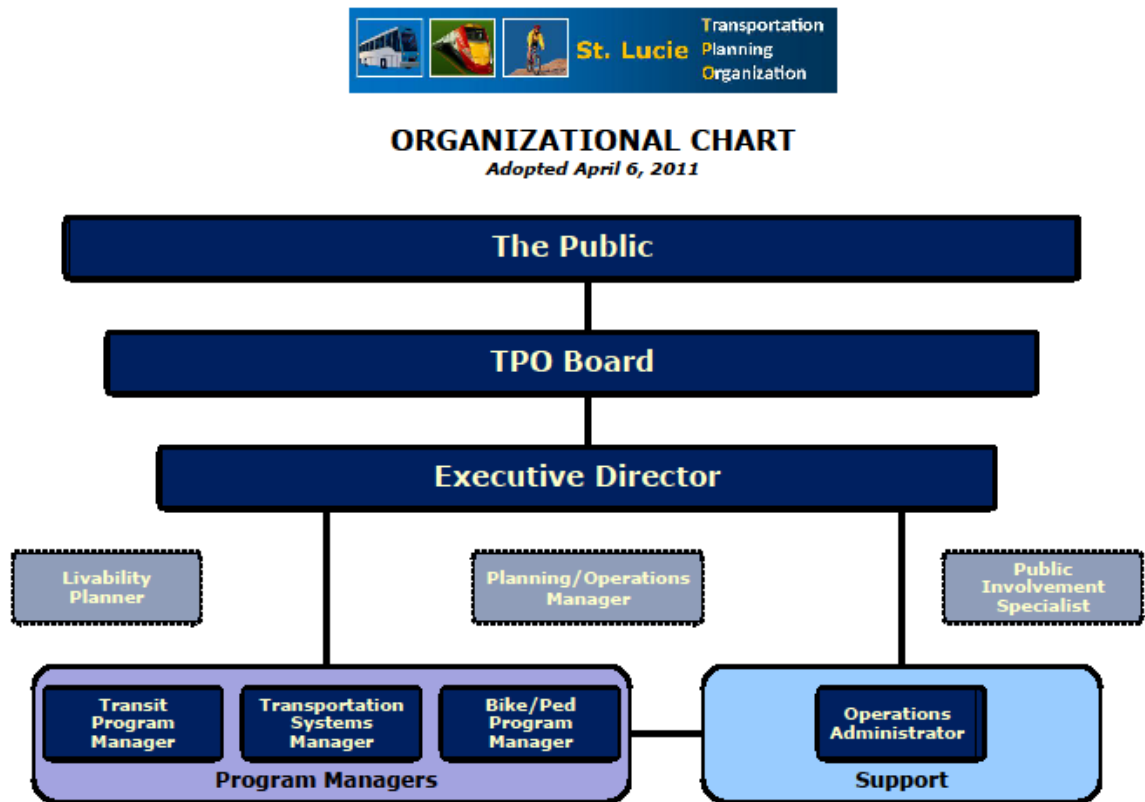 St. Lucie
Transportation
Planning
Organization
ORGANIZATIONAL CHART
Adopted April 6, 2011
The Public
TPO Board
Executive Director
Livability
Planner
Planning/Operations
Manager
Public
Involvement
Specialist
Transit
Program
Manager
Transportation
Systems
Manager
Bike/Ped
Program
Manager
Operations
Administrator
Program Managers
Support